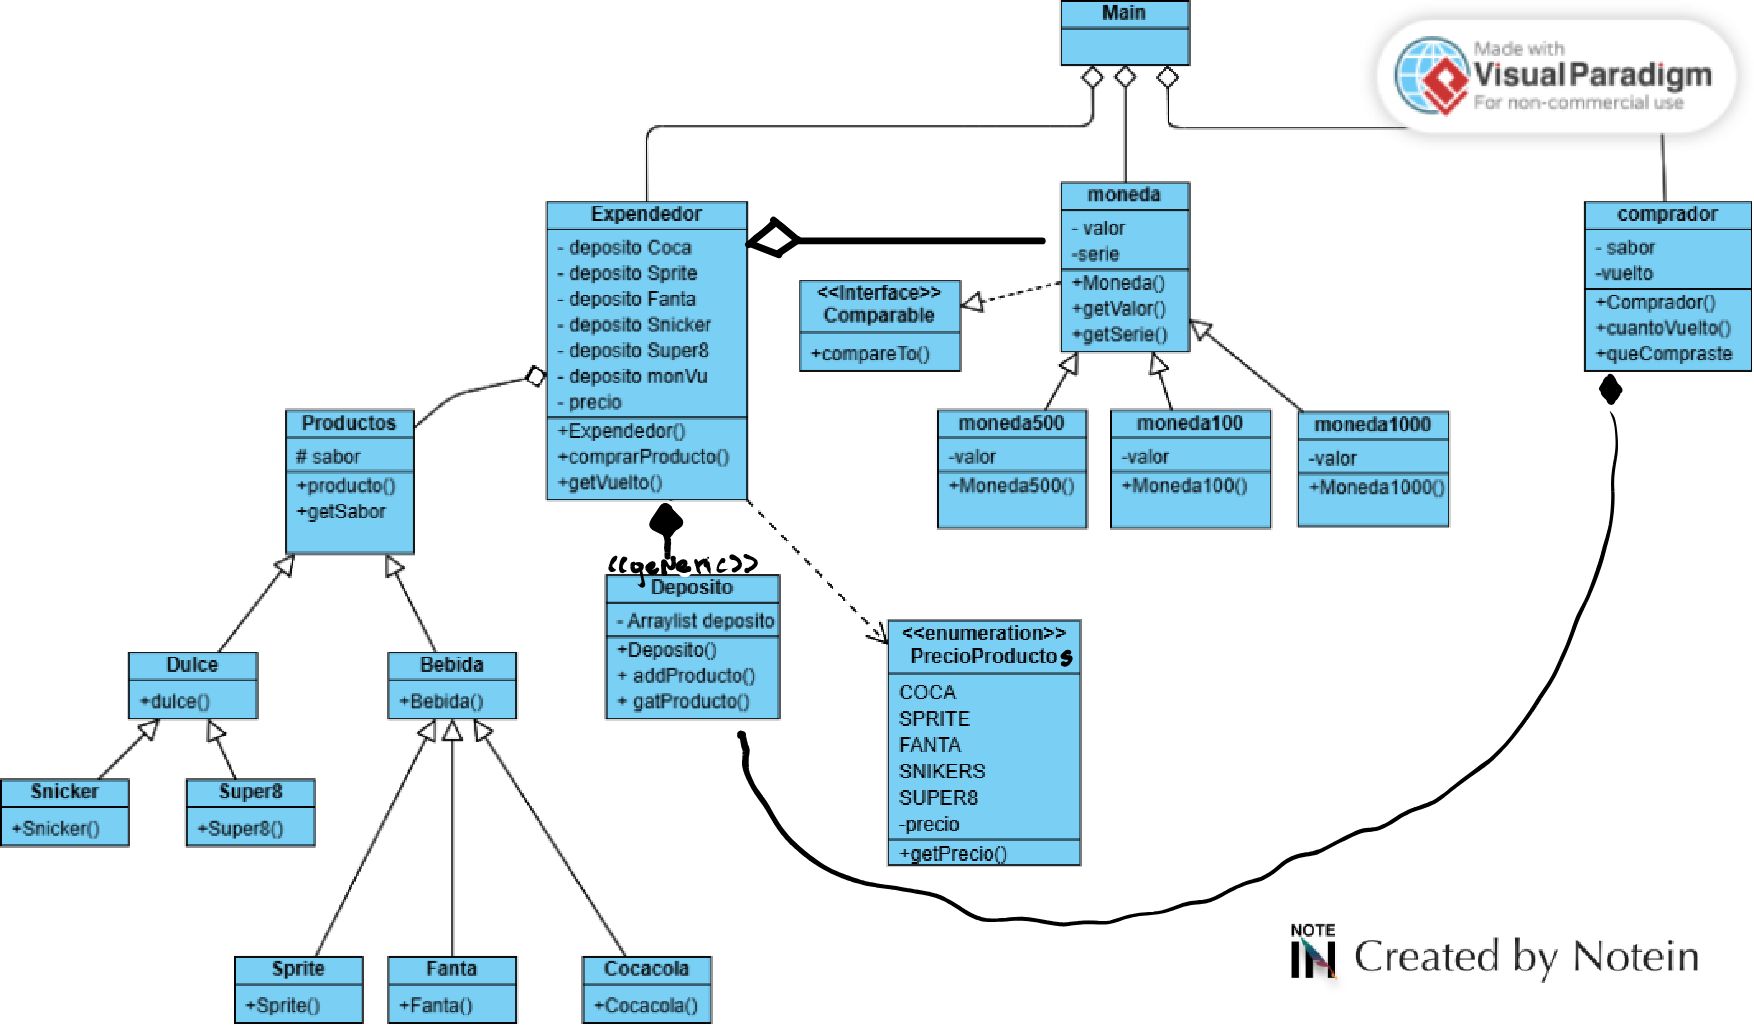 Main
Made with
Visual Paradigm
For non-commercial use
Expendedor
- deposito Coca
- deposito Sprite
- deposito Fanta
- deposito Snicker
- deposito Super8
- deposito monVu
- precio
+Expendedor()
+comprarProducto()
+getVuelto()
moneda
- valor
-serie
+Moneda()
+getValor()
+getSerie()
comprador
- sabor
-vuelto
+Comprador()
+cuantoVuelto()
+queCompraste
<<Interface>>
Comparable
+compareTo()
Productos
# sabor
+producto()
+getSabor
moneda500
-valor
+Moneda500()
moneda100
-valor
+Moneda100()
moneda1000
-valor
+Moneda1000()
<<generic>>
Deposito
- Arraylist deposito
+Deposito()
+ addProducto()
+ gatProducto()
<<enumeration>>
PrecioProductos
COCA
SPRITE
FANTA
SNIKERS
SUPER8
-precio
+getPrecio()
Dulce
+dulce()
Bebida
+Bebida()
Snicker
+Snicker()
Super8
+Super8()
Sprite
+Sprite()
Fanta
+Fanta()
Cocacola
+Cocacola()
NOTE
IN
Created by Notein